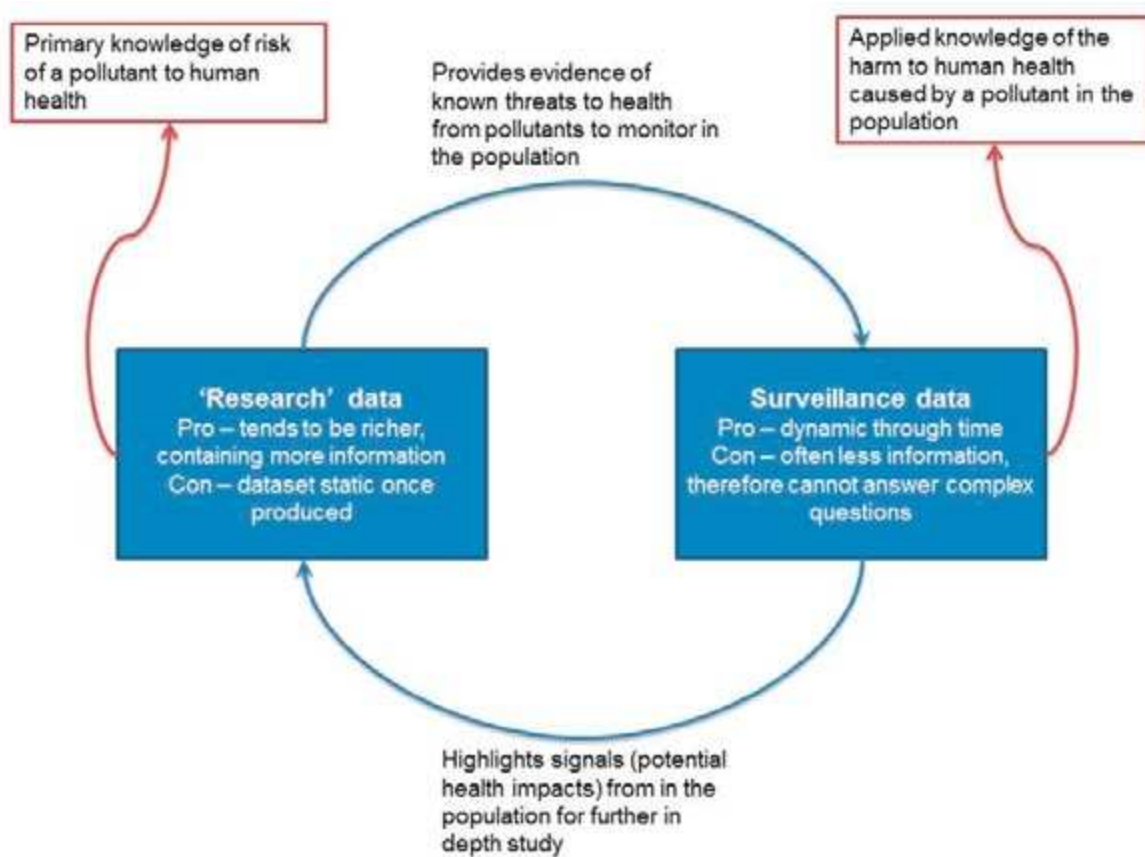 Primary knowledge of risk
of a pollutant to human
health
Provides evidence of
known threats to health
from pollutants to monitor in
the population
Applied knowledge of the
harm to human health
caused by a pollutant in the
population
‘Research’ data
Pro – tends to be richer,
containing more information
Con – dataset static once
produced
Surveillance data
Pro – dynamic through time
Con – often less information,
therefore cannot answer complex
questions
Highlights signals (potential
health impacts) from in the
population for further in
depth study